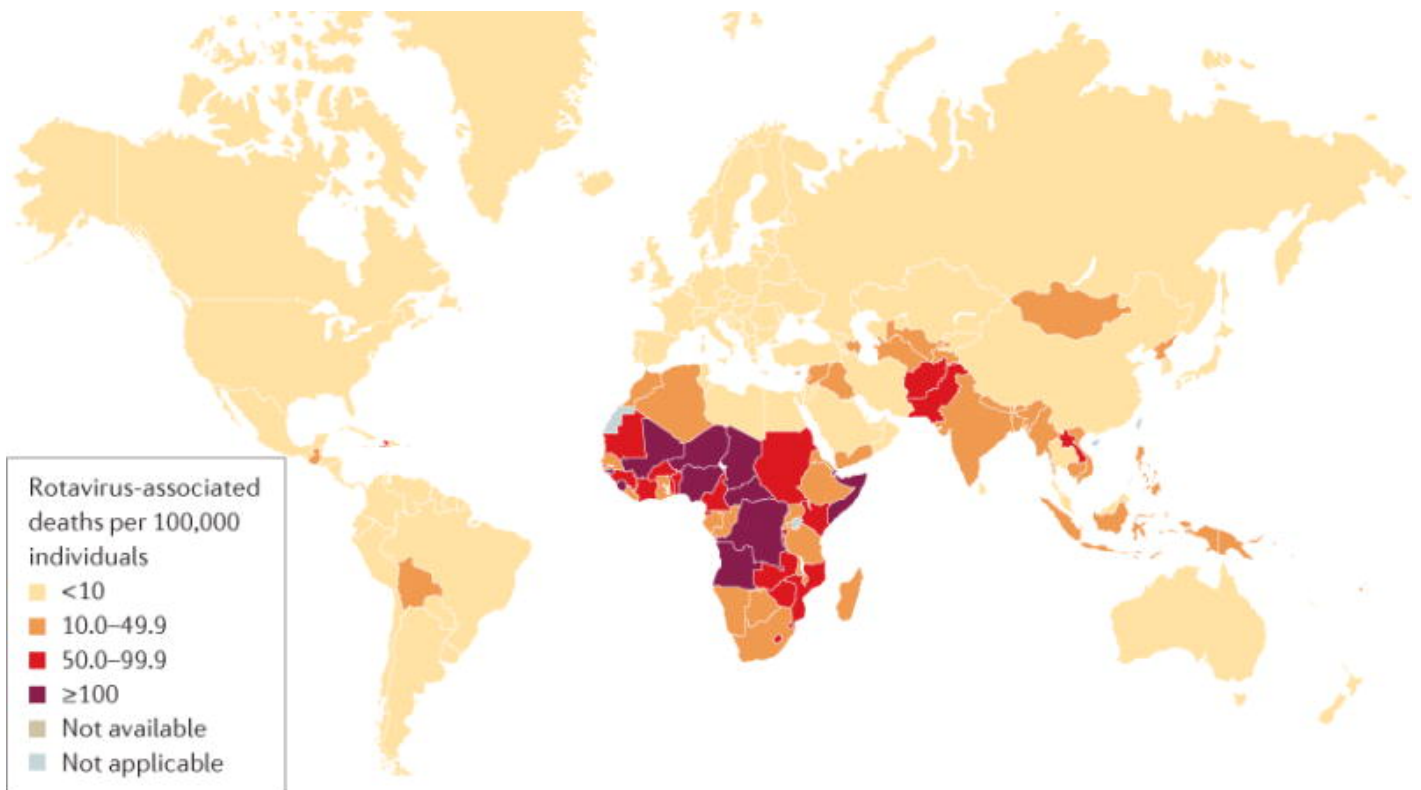 Rotavirus-associated
deaths per 100,000
individuals
<10
10.0–49.9
50.0–99.9
≥100
Not available
Not applicable